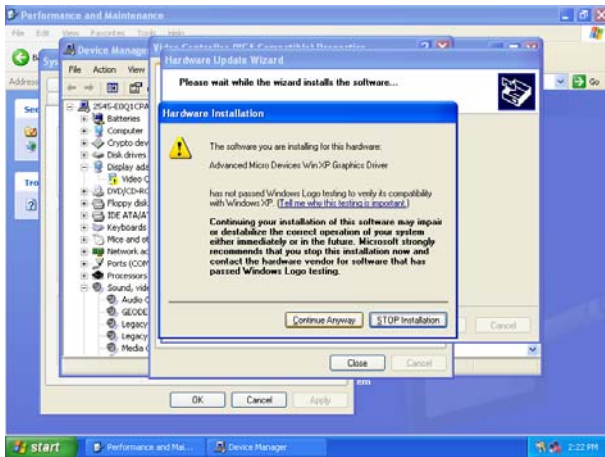 Performance and Maintenance
File Edit View Favorites Tools Help
Address
Go
Device Manage
File Action View
2545-E0Q1CPA
Batteries
Computer
Crypto dev
Disk drives
Display ada
Video C
DVD/CD-RO
Floppy disk
IDE ATA/AT
Keyboards
Mice and ot
Network ac
Ports (COM
Processors
Sound, vide
Audio C
GEODE
Legacy
Legacy
Media C
Hardware Update Wizard
Please wait while the wizard installs the software...
Hardware Installation
The software you are installing for this hardware:
Advanced Micro Devices Win XP Graphics Driver
has not passed Windows Logo testing to verify its compatibility
with Windows XP. (Tell me why this testing is important.)
Continuing your installation of this software may impair
or destabilize the correct operation of your system
either immediately or in the future. Microsoft strongly
recommends that you stop this installation now and
contact the hardware vendor for software that has
passed Windows Logo testing.
Continue Anyway STOP Installation
Cancel
Close Cancel
OK Cancel Apply
start Performance and Mai... Device Manager 2:22 PM